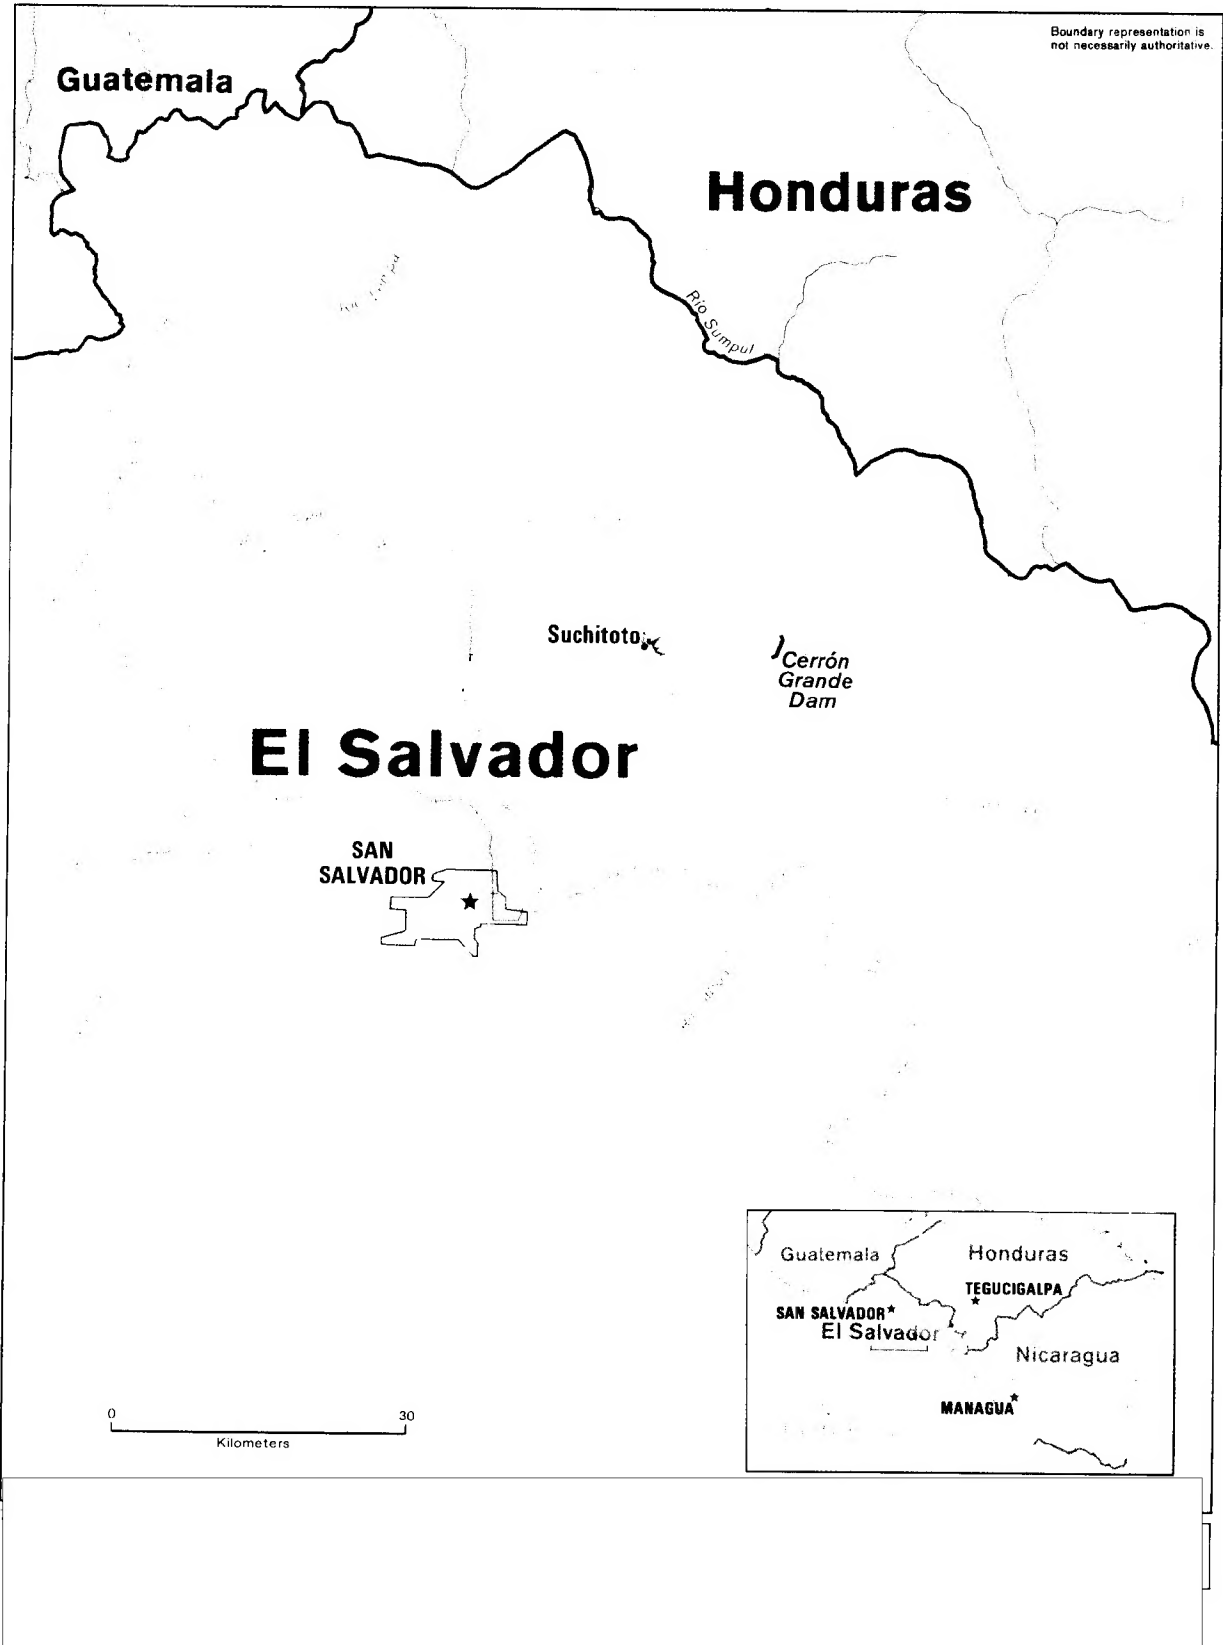 Boundary representation is
not necessarily authoritative.
Guatemala
Honduras
Río Sumpul
Suchitoto
Cerrón
Grande
Dam
El Salvador
SAN
SALVADOR
Guatemala
Honduras
TEGUCIGALPA
SAN SALVADOR
El Salvador
Nicaragua
MANAGUA
0 30
Kilometers